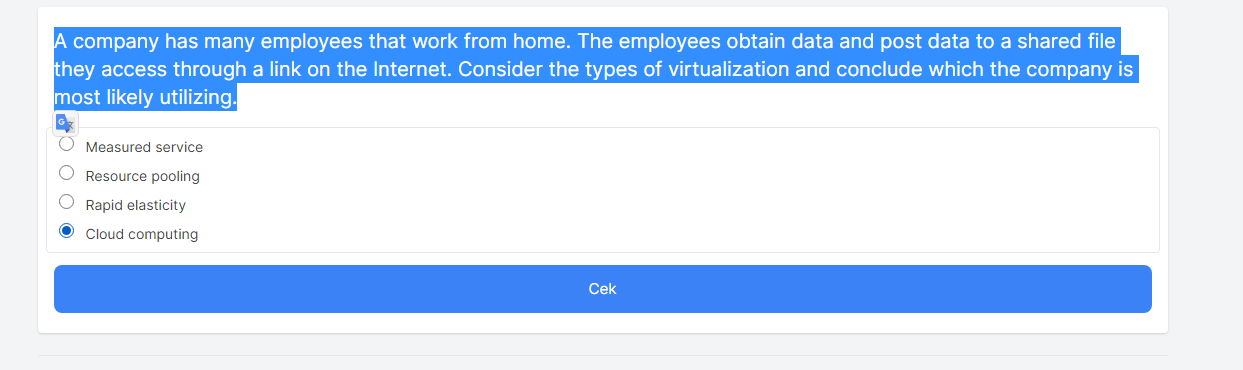 A company has many employees that work from home. The employees obtain data and post data to a shared file
they access through a link on the Internet. Consider the types of virtualization and conclude which the company is
most likely utilizing.
Measured service
Resource pooling
Rapid elasticity
Cloud computing
Cek